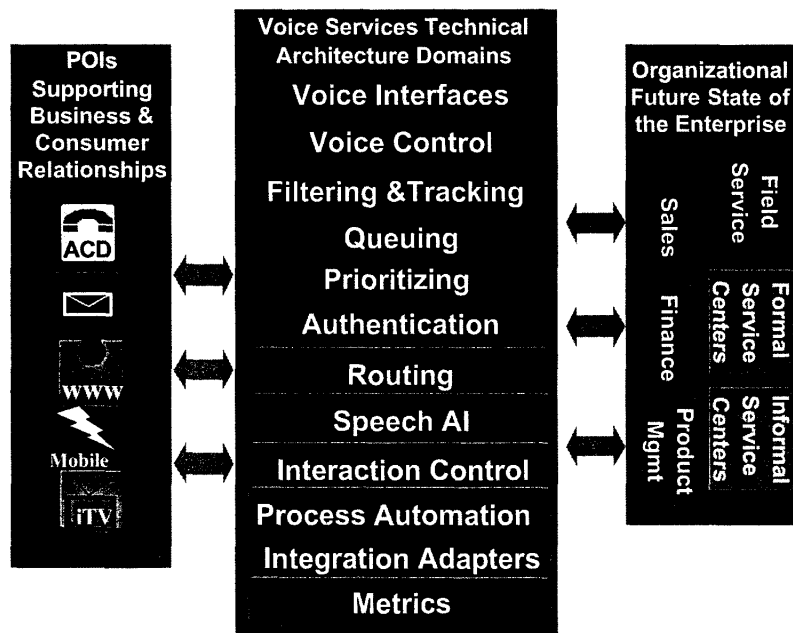 POIs
Supporting
Business &
Consumer
Relationships
ACD
WWW
Mobile
iTV
Voice Services Technical
Architecture Domains
Voice Interfaces
Voice Control
Filtering &Tracking
Queuing
Prioritizing
Authentication
Routing
Speech AI
Interaction Control
Process Automation
Integration Adapters
Metrics
Organizational
Future State of
the Enterprise
Field
Service
Sales
Formal
Service
Centers
Finance
Informal
Service
Centers
Product
Mgmt